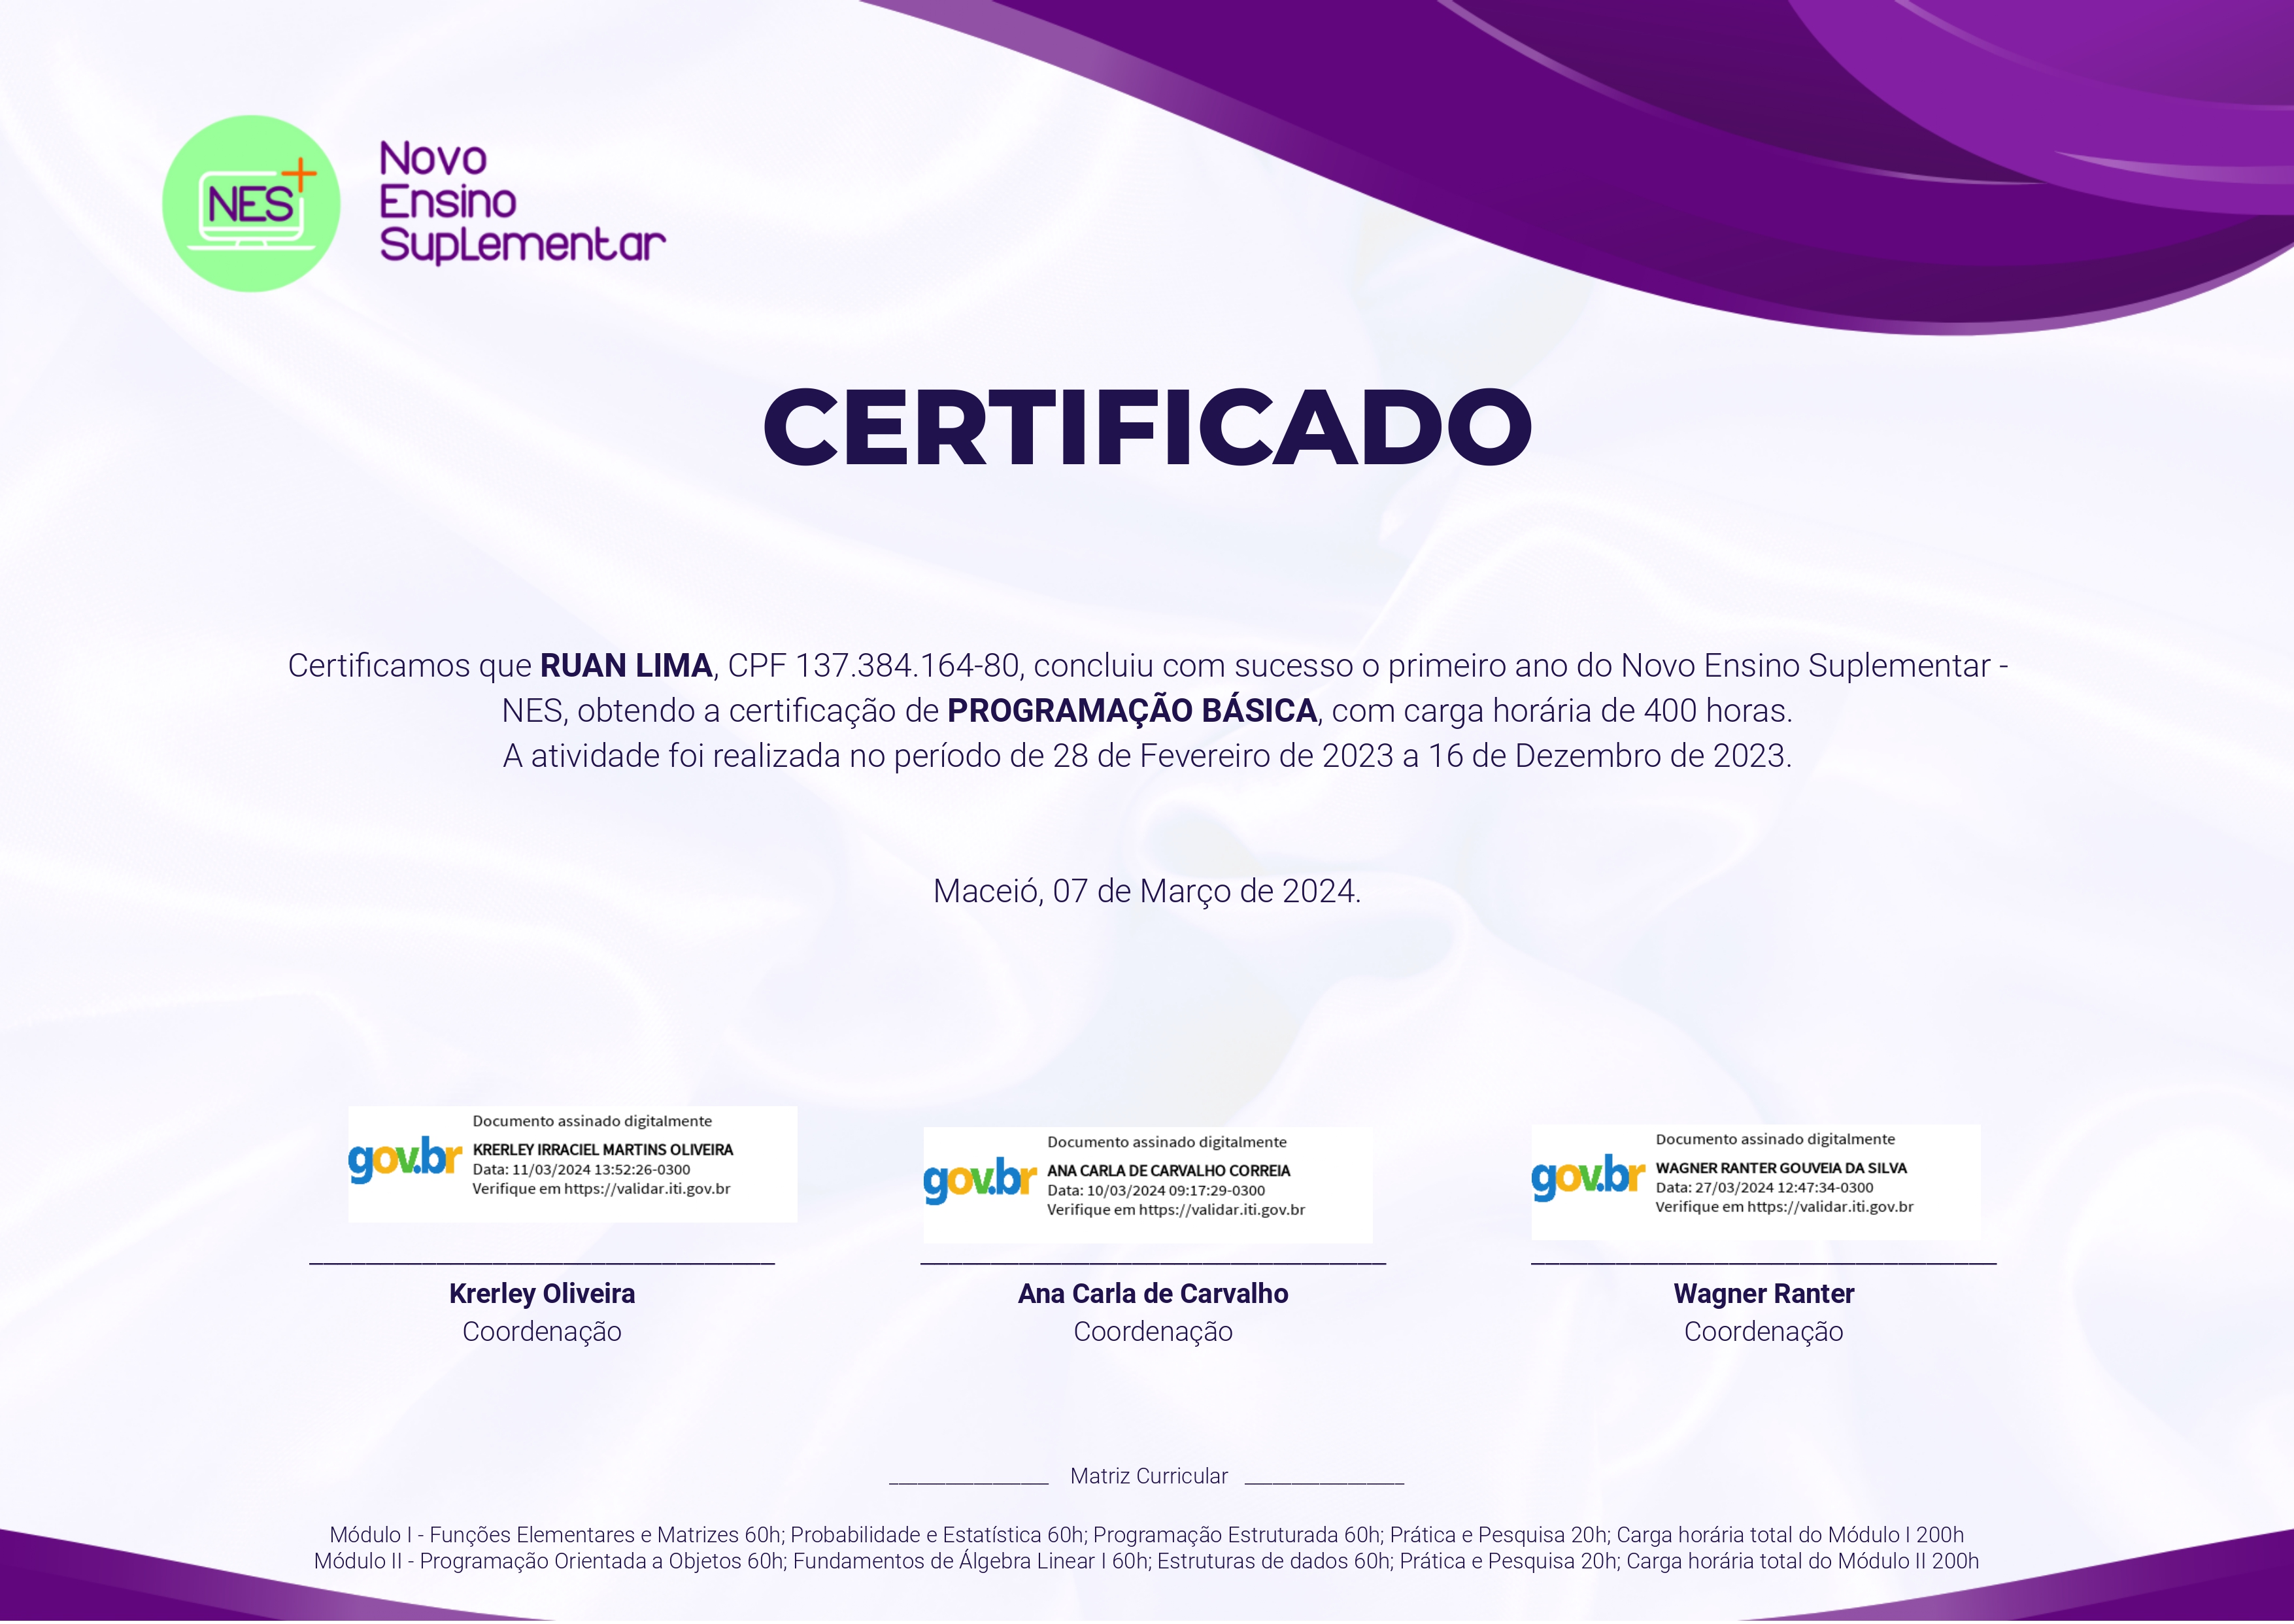 NES+
Novo
Ensino
Suplementar
CERTIFICADO
Certificamos que RUAN LIMA, CPF 137.384.164-80, concluiu com sucesso o primeiro ano do Novo Ensino Suplementar -
NES, obtendo a certificação de PROGRAMAÇÃO BÁSICA, com carga horária de 400 horas.
A atividade foi realizada no período de 28 de Fevereiro de 2023 a 16 de Dezembro de 2023.
Maceió, 07 de Março de 2024.
gov.br
Documento assinado digitalmente
KRERLEY IRRACIEL MARTINS OLIVEIRA
Data: 11/03/2024 13:52:26-0300
Verifique em https://validar.iti.gov.br
Krerley Oliveira
Coordenação
gov.br
Documento assinado digitalmente
ANA CARLA DE CARVALHO CORREIA
Data: 10/03/2024 09:17:29-0300
Verifique em https://validar.iti.gov.br
Ana Carla de Carvalho
Coordenação
gov.br
Documento assinado digitalmente
WAGNER RANTER GOUVEIA DA SILVA
Data: 27/03/2024 12:47:34-0300
Verifique em https://validar.iti.gov.br
Wagner Ranter
Coordenação
Matriz Curricular
Módulo I - Funções Elementares e Matrizes 60h; Probabilidade e Estatística 60h; Programação Estruturada 60h; Prática e Pesquisa 20h; Carga horária total do Módulo I 200h
Módulo II - Programação Orientada a Objetos 60h; Fundamentos de Álgebra Linear I 60h; Estruturas de dados 60h; Prática e Pesquisa 20h; Carga horária total do Módulo II 200h